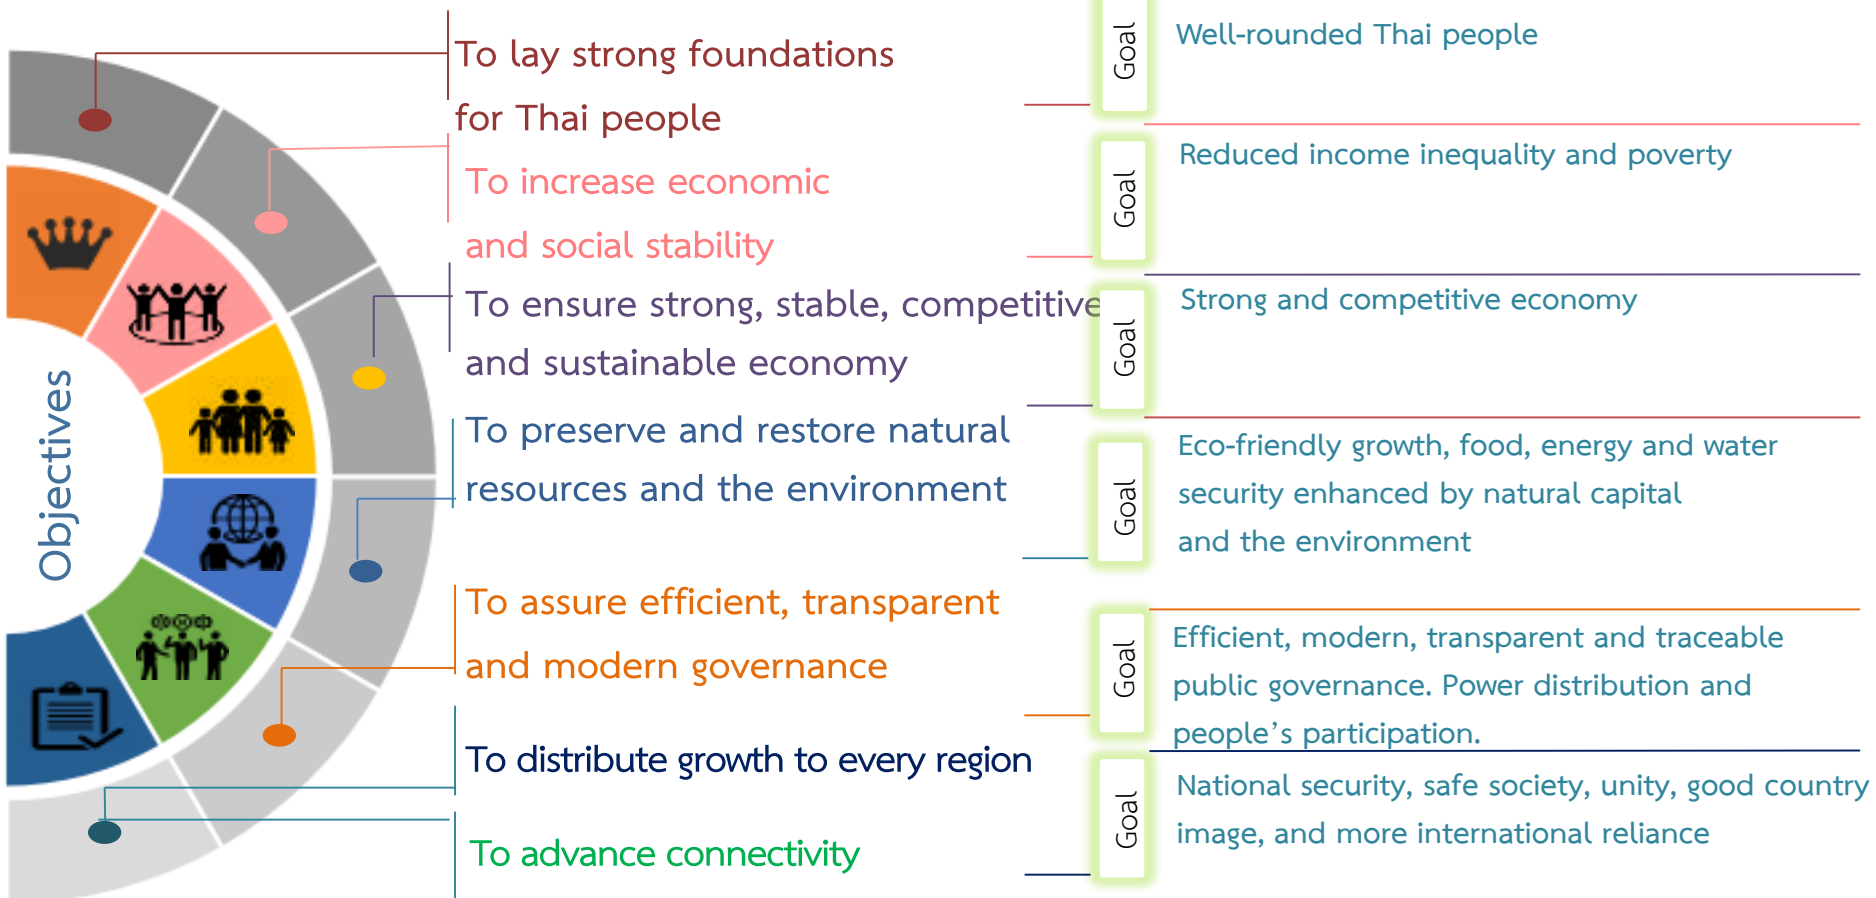 Objectives
To lay strong foundations
for Thai people
To increase economic
and social stability
To ensure strong, stable, competitive
and sustainable economy
To preserve and restore natural
resources and the environment
To assure efficient, transparent
and modern governance
To distribute growth to every region
To advance connectivity
Goal
Well-rounded Thai people
Goal
Reduced income inequality and poverty
Goal
Strong and competitive economy
Goal
Eco-friendly growth, food, energy and water
security enhanced by natural capital
and the environment
Goal
Efficient, modern, transparent and traceable
public governance. Power distribution and
people’s participation.
Goal
National security, safe society, unity, good country
image, and more international reliance